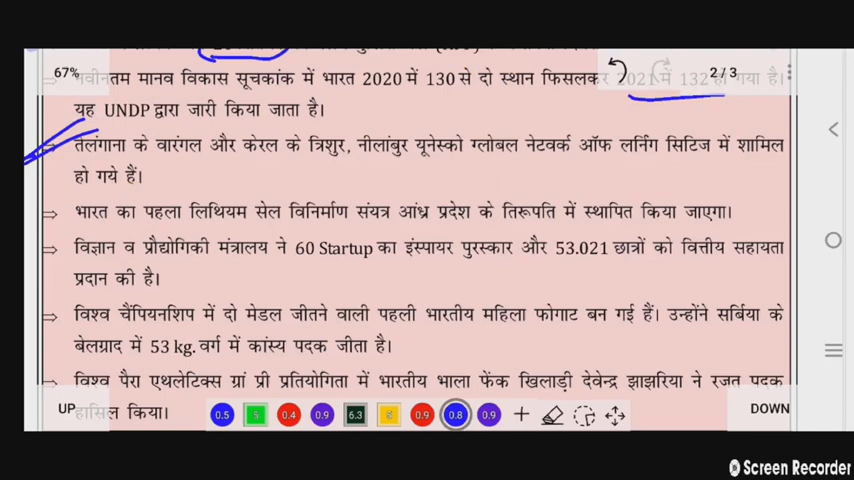 67%
2 / 3
नवीनतम मानव विकास सूचकांक में भारत 2020 में 130 से दो स्थान फिसलकर 2021 में 132 हो गया है।
यह UNDP द्वारा जारी किया जाता है।
⇒ तेलंगाना के वारंगल और केरल के त्रिशुर, नीलांबुर यूनेस्को ग्लोबल नेटवर्क ऑफ लर्निंग सिटिज में शामिल
हो गये हैं।
⇒ भारत का पहला लिथियम सेल विनिर्माण संयत्र आंध्र प्रदेश के तिरूपति में स्थापित किया जाएगा।
⇒ विज्ञान व प्रौद्योगिकी मंत्रालय ने 60 Startup का इंस्पायर पुरस्कार और 53.021 छात्रों को वित्तीय सहायता
प्रदान की है।
⇒ विश्व चैंपियनशिप में दो मेडल जीतने वाली पहली भारतीय महिला फोगाट बन गई हैं। उन्होंने सर्बिया के
बेलग्राद में 53 kg. वर्ग में कांस्य पदक जीता है।
⇒ विश्व पैरा एथलेटिक्स ग्रां प्री प्रतियोगिता में भारतीय भाला फेंक खिलाड़ी देवेन्द्र झाझरिया ने रजत पदक
हासिल किया।
UP
0.5 5 0.4 0.9 6.3 0.9 0.8 0.9
DOWN
Screen Recorder